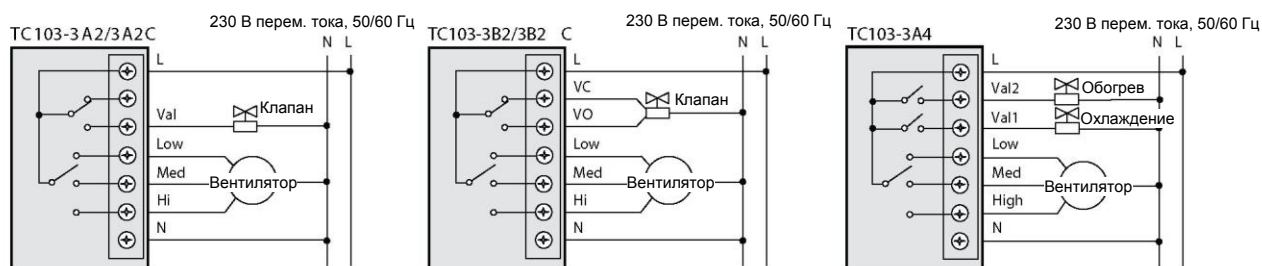 230 В перем. тока, 50/60 Гц
TC103-3A2/3A2C
N L
L
Клапан
Val
Low
Med
Вентилятор
Hi
N
230 В перем. тока, 50/60 Гц
TC103-3B2/3B2 C
N L
L
VC
Клапан
VO
Low
Med
Вентилятор
Hi
N
230 В перем. тока, 50/60 Гц
TC103-3A4
N L
L
Val2
Обогрев
Val1
Охлаждение
Low
Med
Вентилятор
High
N